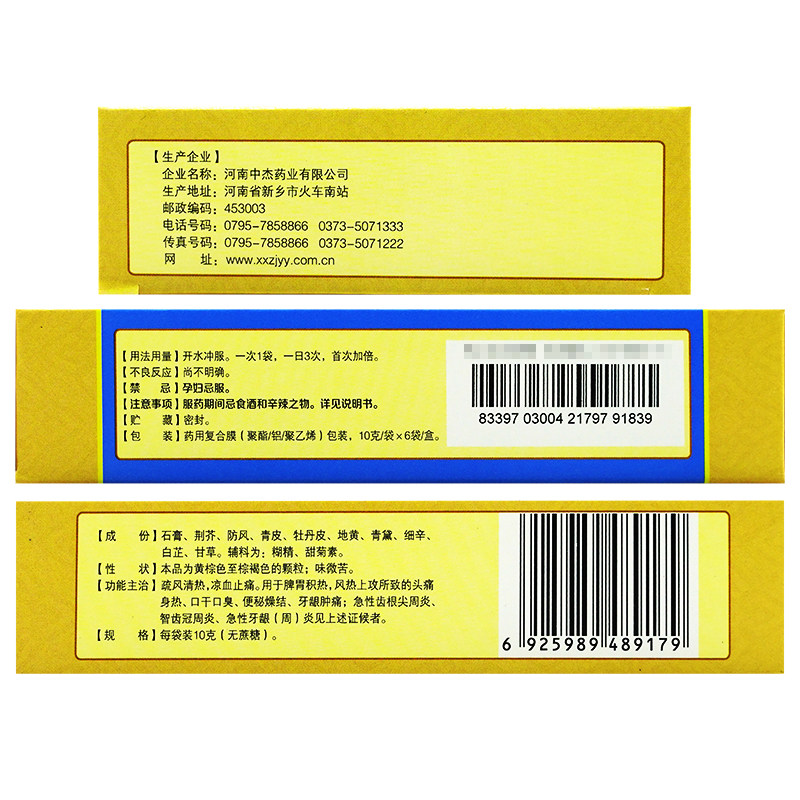 【生产企业】
企业名称：河南中杰药业有限公司
生产地址：河南省新乡市火车南站
邮政编码：453003
电话号码：0795-7858866 0373-5071333
传真号码：0795-7858866 0373-5071222
网 址：www.xxzjyy.com.cn
【用法用量】开水冲服。一次1袋，一日3次，首次加倍。
【不良反应】尚不明确。
【禁 忌】孕妇忌服。
【注意事项】服药期间忌食酒和辛辣之物。详见说明书。
【贮 藏】密封。
【包 装】药用复合膜（聚酯/铝/聚乙烯）包装，10克/袋×6袋/盒。
83397 03004 21797 91839
【成 份】石膏、荆芥、防风、青皮、牡丹皮、地黄、青黛、细辛、
白芷、甘草。辅料为：糊精、甜菊素。
【性 状】本品为黄棕色至棕褐色的颗粒；味微苦。
【功能主治】疏风清热，凉血止痛。用于脾胃积热，风热上攻所致的头痛
身热、口干口臭、便秘燥结、牙龈肿痛；急性齿根尖周炎、
智齿冠周炎、急性牙龈（周）炎见上述证候者。
【规 格】每袋装10克（无蔗糖）。
6 925989 489179